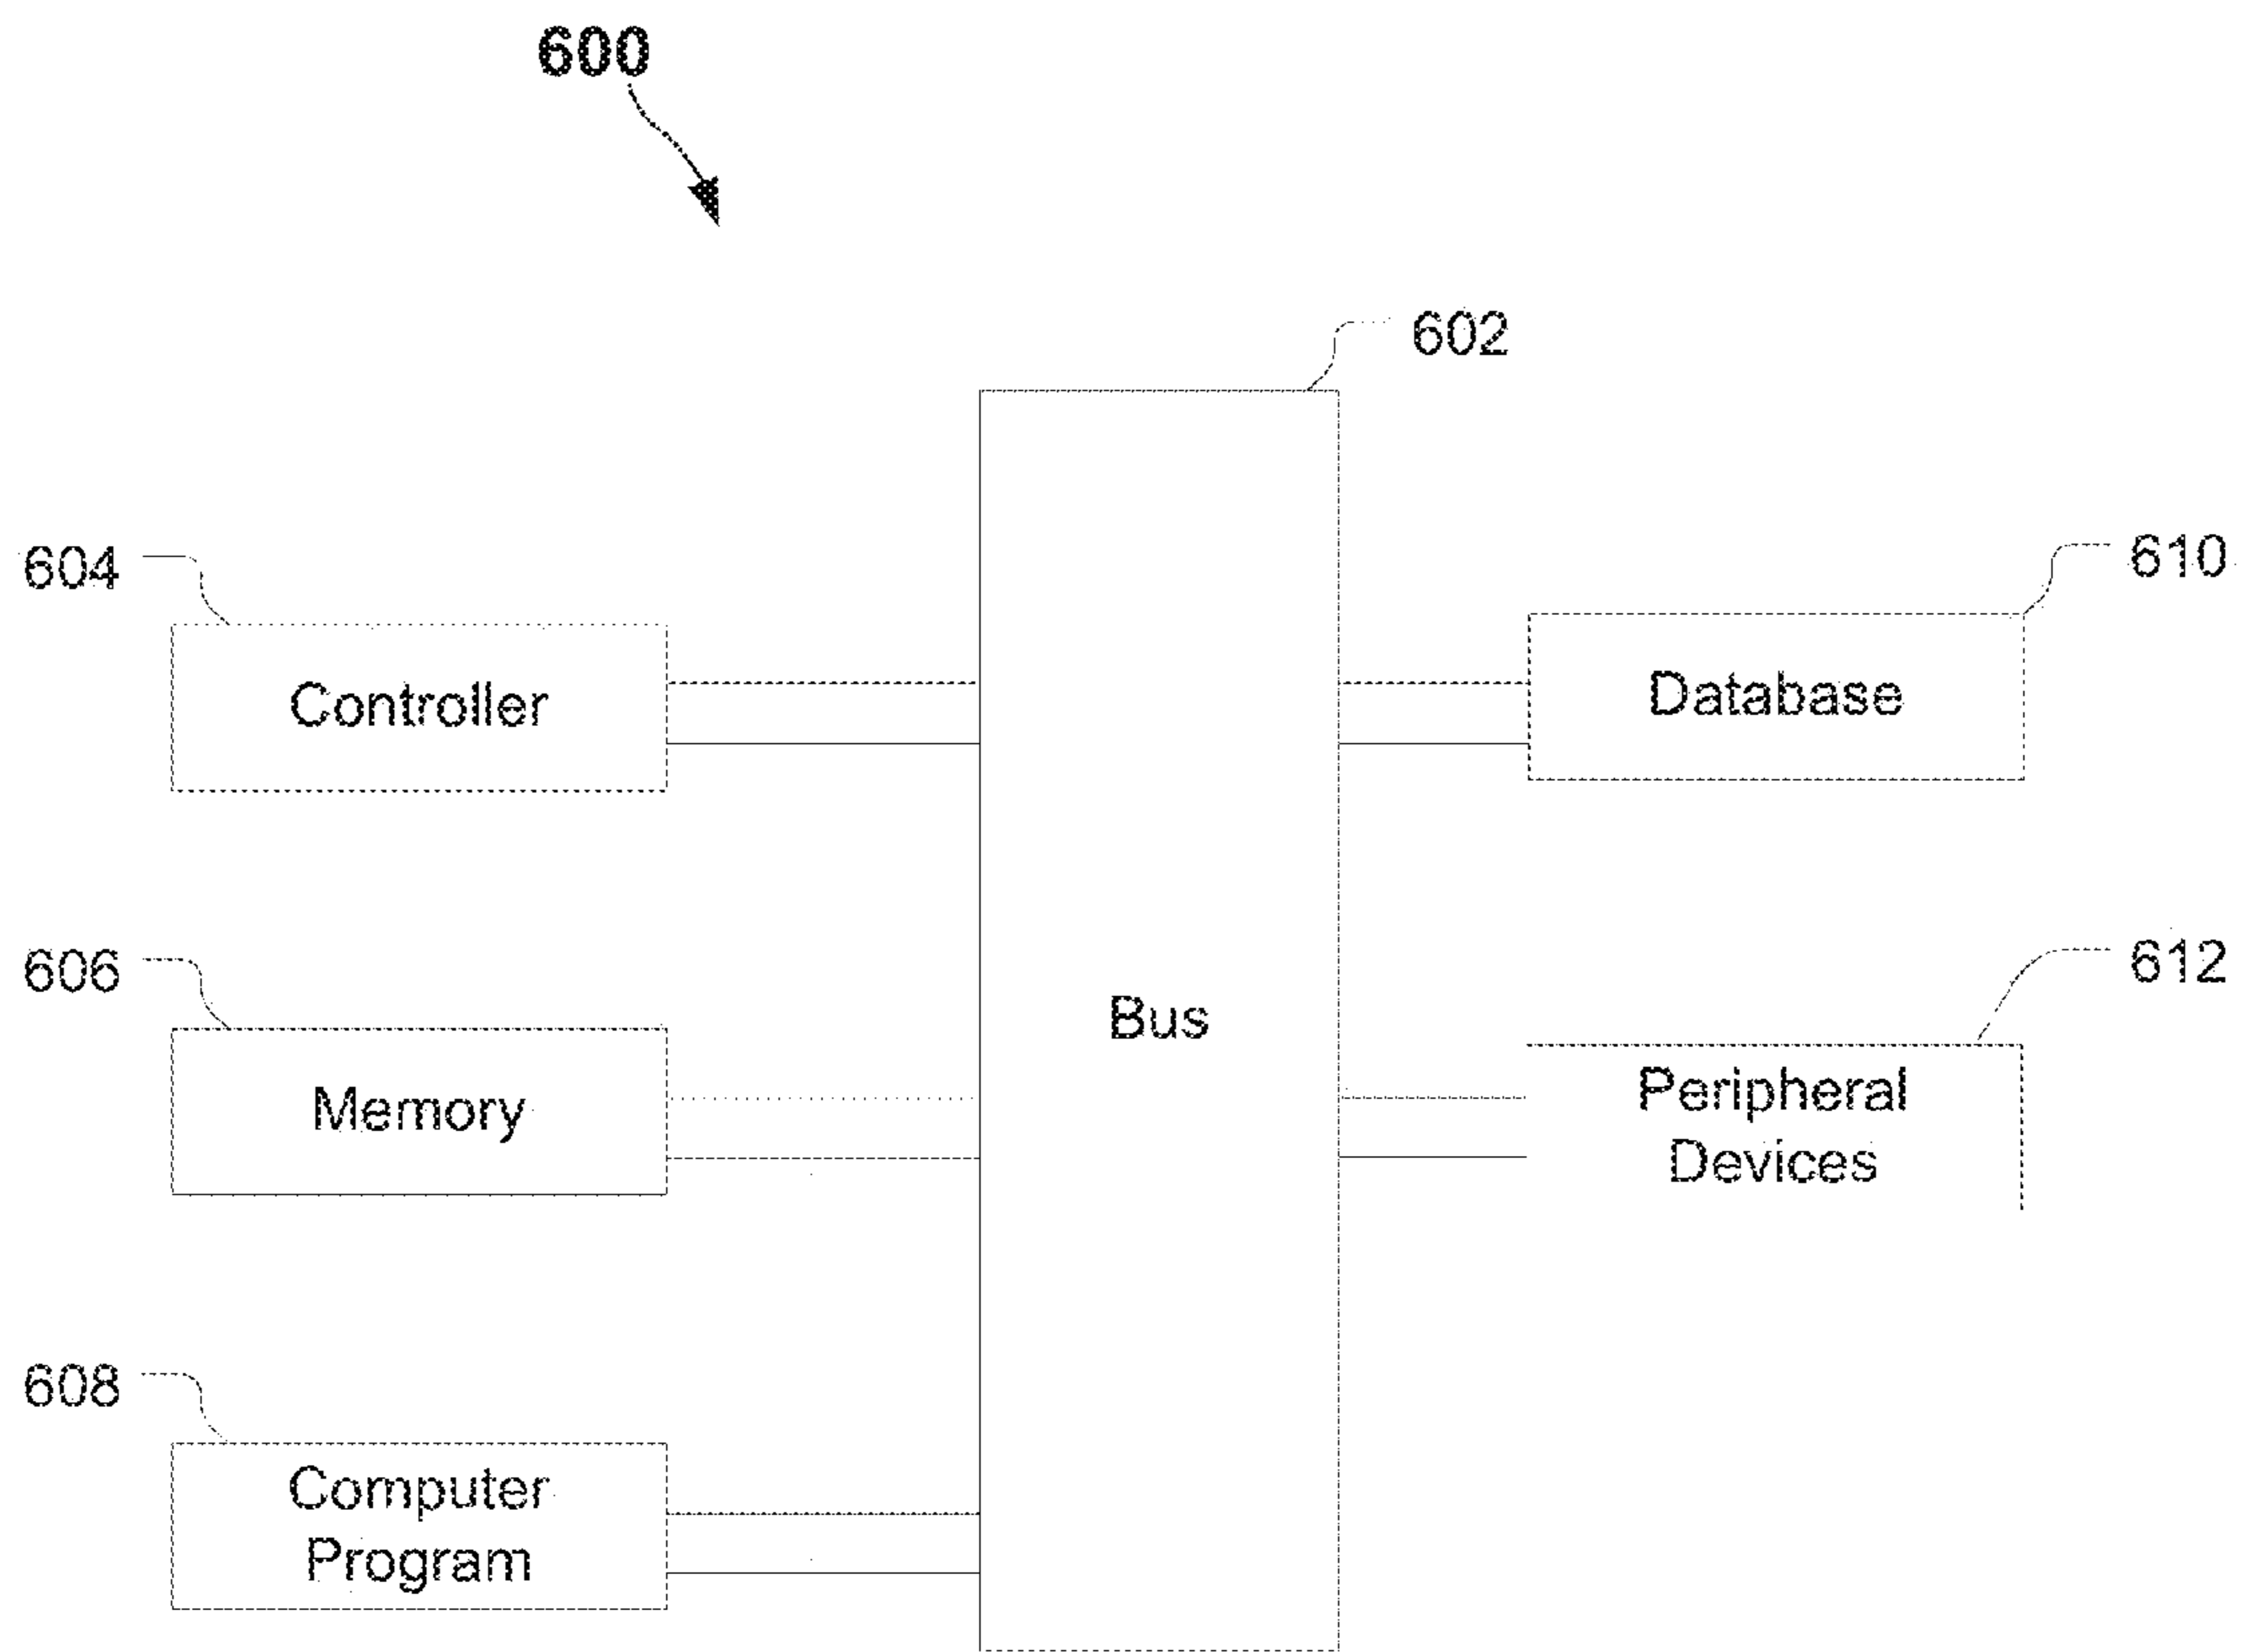 600
602
604
Controller
610
Database
606
Memory
Bus
612
Peripheral
Devices
608
Computer
Program